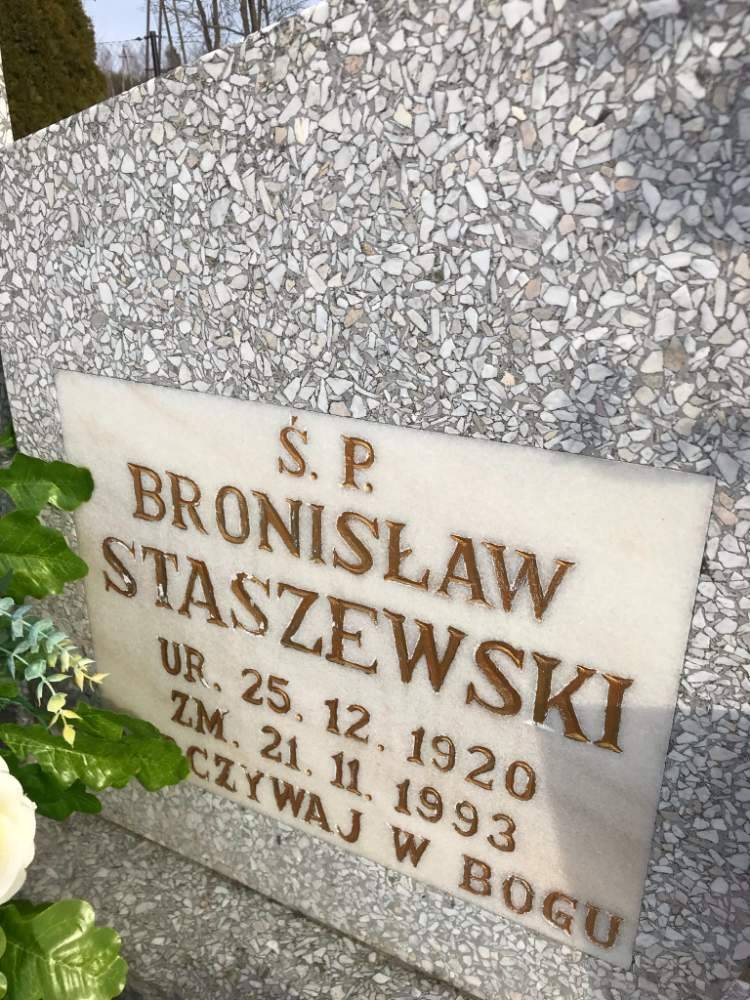 Ś. P.
BRONISŁAW
STASZEWSKI
UR. 25. 12. 1920
ZM. 21. 11. 1993
W BOGU